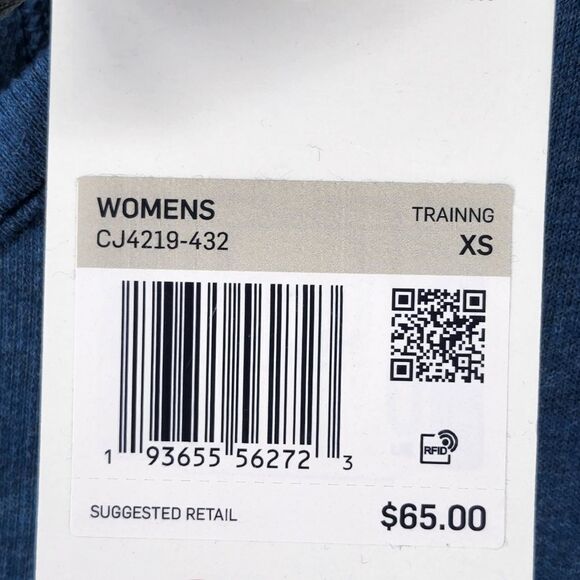 WOMENS
TRAINNG
CJ4219-432
XS
1 93655 56272 3
RFID
SUGGESTED RETAIL
$65.00